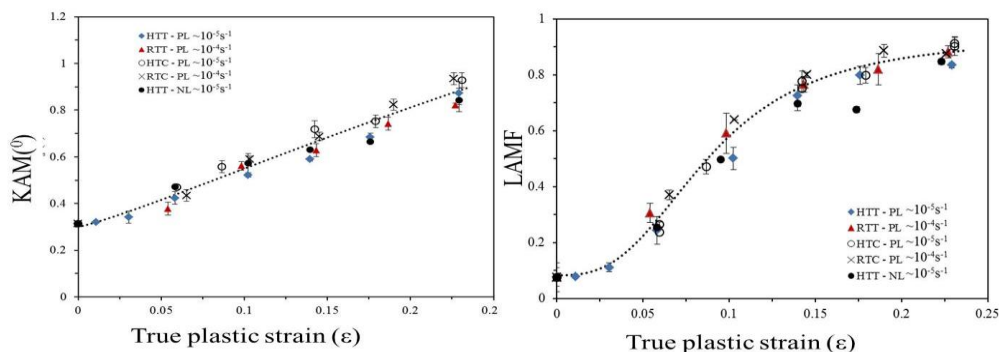 1.2
1
0.8
0.6
0.4
0.2
0
KAM(⁰)
HTT - PL ~10⁻⁵s⁻¹
RTT - PL ~10⁻⁴s⁻¹
HTC - PL ~10⁻⁵s⁻¹
RTC - PL ~10⁻⁴s⁻¹
HTT - NL ~10⁻⁵s⁻¹
0 0.05 0.1 0.15 0.2
True plastic strain (ε)
1
0.8
0.6
0.4
0.2
0
LAMF
HTT - PL ~10⁻⁵s⁻¹
RTT - PL ~10⁻⁴s⁻¹
HTC - PL ~10⁻⁵s⁻¹
RTC - PL ~10⁻⁴s⁻¹
HTT - NL ~10⁻⁵s⁻¹
0 0.05 0.1 0.15 0.2 0.25
True plastic strain (ε)